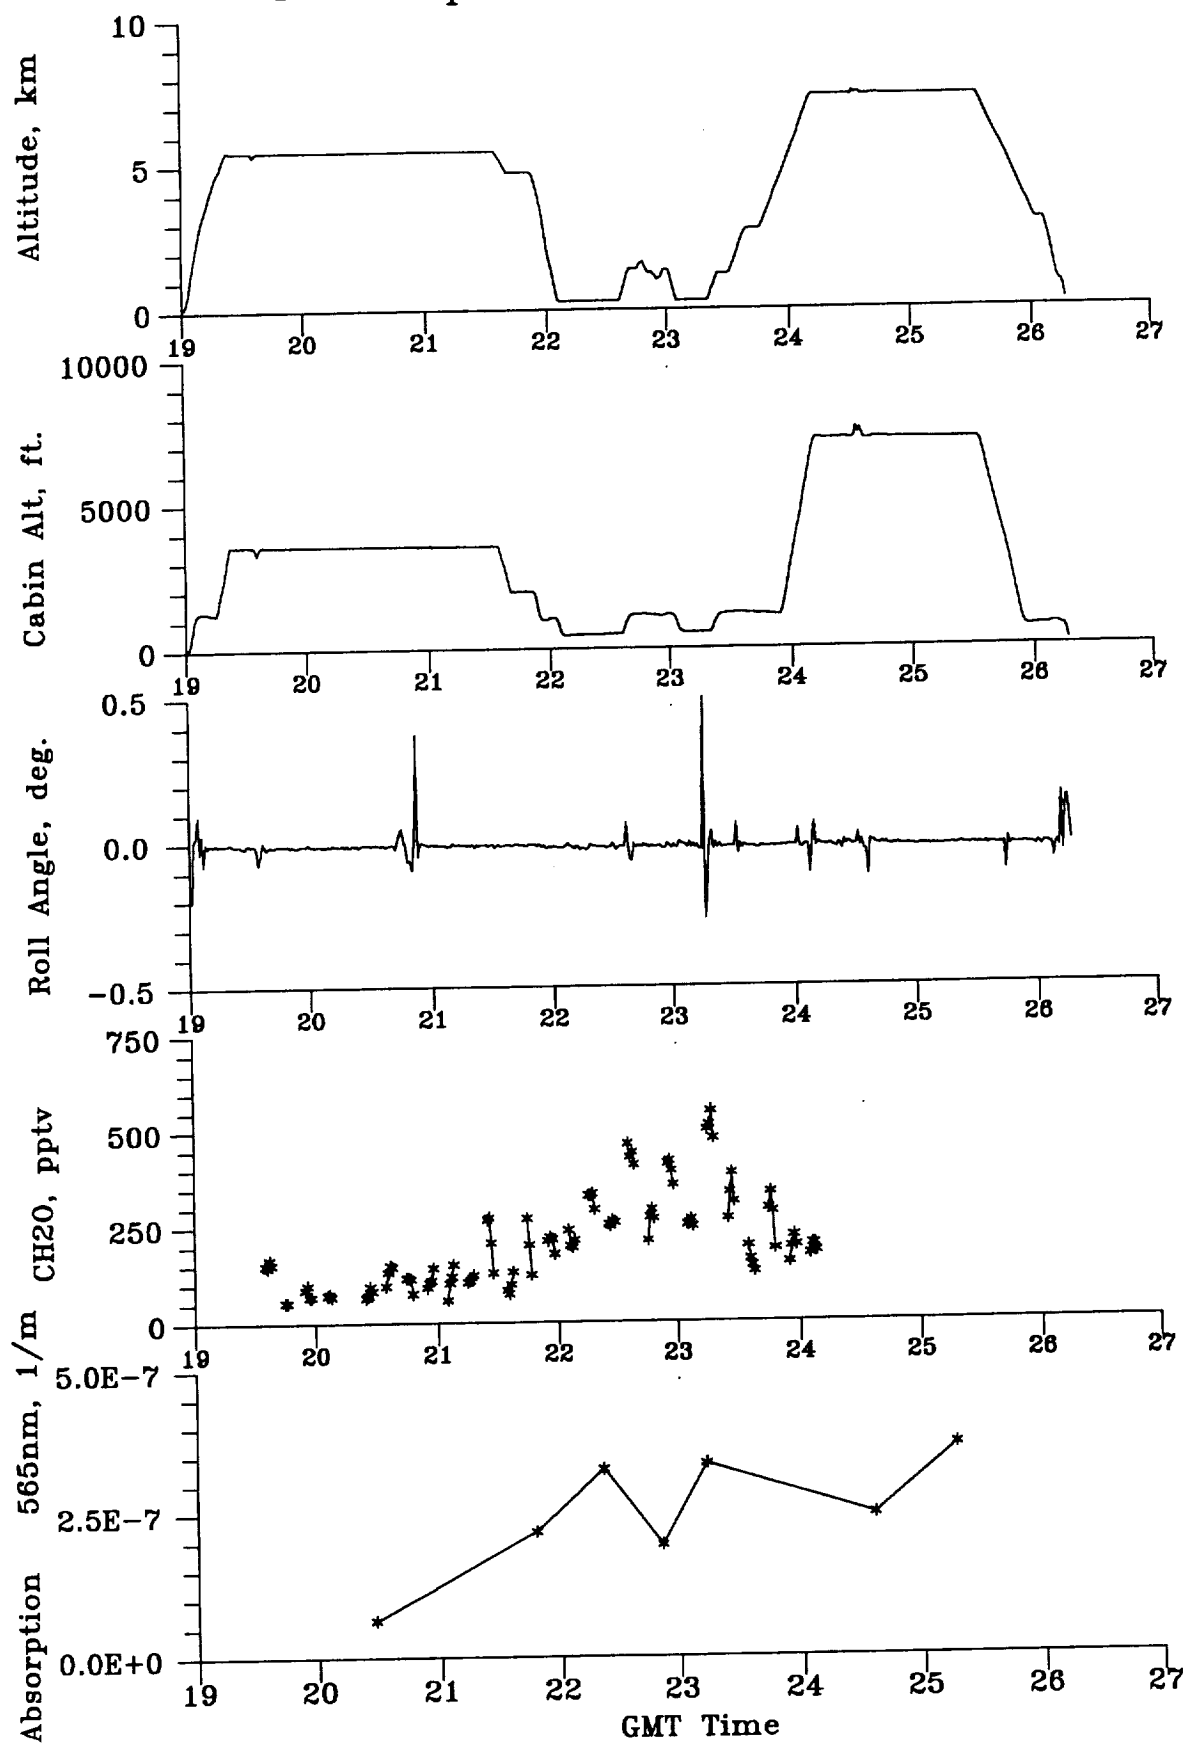 10
5
0
Altitude, km
19 20 21 22 23 24 25 26 27
10000
5000
0
Cabin Alt, ft.
19 20 21 22 23 24 25 26 27
0.5
0.0
-0.5
Roll Angle, deg.
19 20 21 22 23 24 25 26 27
750
500
250
0
CH2O, pptv
19 20 21 22 23 24 25 26 27
5.0E-7
2.5E-7
0.0E+0
Absorption 565nm, 1/m
19 20 21 22 23 24 25 26 27
GMT Time